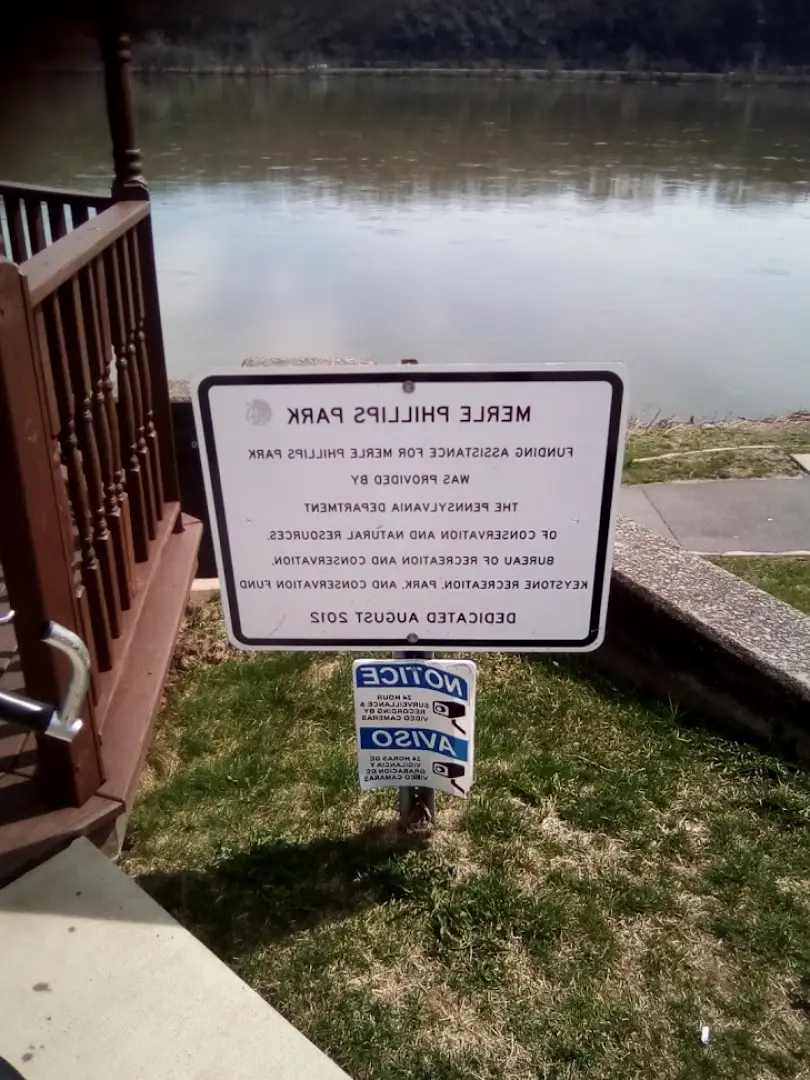 MERLE PHILLIPS PARK
FUNDING ASSISTANCE FOR MERLE PHILLIPS PARK
WAS PROVIDED BY
THE PENNSYLVANIA DEPARTMENT
OF CONSERVATION AND NATURAL RESOURCES,
BUREAU OF RECREATION AND CONSERVATION,
KEYSTONE RECREATION, PARK, AND CONSERVATION FUND
DEDICATED AUGUST 2012
NOTICE
24 HOUR
SURVEILLANCE &
RECORDING BY
VIDEO CAMERAS
AVISO
24 HORAS DE
VIGILANCIA Y
GRABACION DE
VIDEO CAMARAS